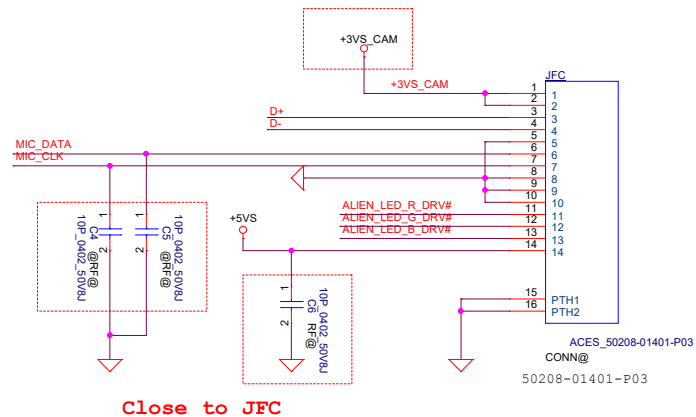 +3VS_CAM
JFC
+3VS_CAM
1 1
2 2
D+ 3 3
D- 4 4
5 5
MIC_DATA 6 6
MIC_CLK 7 7
8 8
9 9
10 10
ALIEN_LED_R_DRV# 11 11
ALIEN_LED_G_DRV# 12 12
ALIEN_LED_B_DRV# 13 13
14 14
+5VS
1 2 C4 10P_0402_50V8J @RF@
1 2 C5 10P_0402_50V8J @RF@
1 2 C6 10P_0402_50V8J RF@
15 PTH1
16 PTH2
ACES_50208-01401-P03
CONN@
50208-01401-P03
Close to JFC